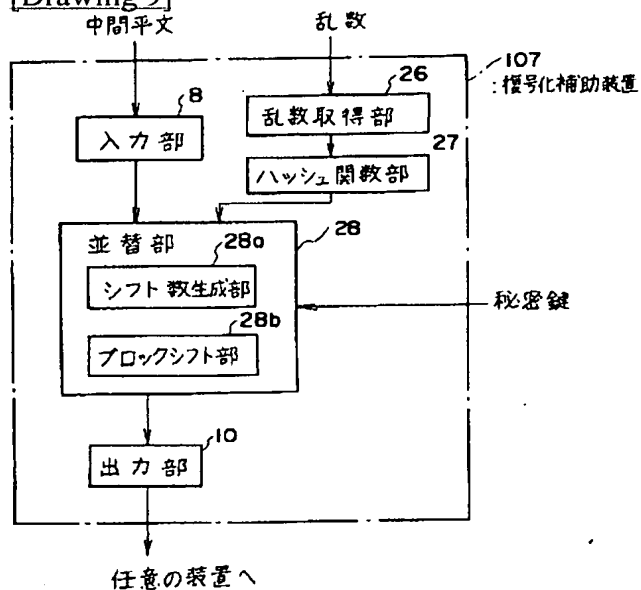 [Drawing 9]
中間平文
乱数
107
:復号化補助装置
8
入力部
26
乱数取得部
27
ハッシュ関数部
28
並替部
28a
シフト数生成部
28b
ブロックシフト部
秘密鍵
10
出力部
任意の装置へ